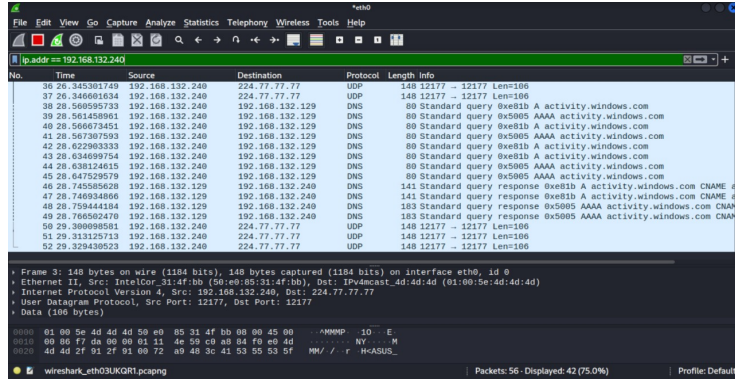 *eth0
File Edit View Go Capture Analyze Statistics Telephony Wireless Tools Help
ip.addr == 192.168.132.240
No. Time Source Destination Protocol Length Info
36 26.345301749 192.168.132.240 224.77.77.77 UDP 148 12177 → 12177 Len=106
37 26.346601634 192.168.132.240 224.77.77.77 UDP 148 12177 → 12177 Len=106
38 28.560595733 192.168.132.240 192.168.132.129 DNS 80 Standard query 0xe81b A activity.windows.com
39 28.561458961 192.168.132.240 192.168.132.129 DNS 80 Standard query 0x5005 AAAA activity.windows.com
40 28.566673451 192.168.132.240 192.168.132.129 DNS 80 Standard query 0xe81b A activity.windows.com
41 28.567307593 192.168.132.240 192.168.132.129 DNS 80 Standard query 0x5005 AAAA activity.windows.com
42 28.622903333 192.168.132.240 192.168.132.129 DNS 80 Standard query 0xe81b A activity.windows.com
43 28.634699754 192.168.132.240 192.168.132.129 DNS 80 Standard query 0xe81b A activity.windows.com
44 28.638124615 192.168.132.240 192.168.132.129 DNS 80 Standard query 0x5005 AAAA activity.windows.com
45 28.647529579 192.168.132.240 192.168.132.129 DNS 80 Standard query 0x5005 AAAA activity.windows.com
46 28.745585628 192.168.132.129 192.168.132.240 DNS 141 Standard query response 0xe81b A activity.windows.com CNAME a
47 28.746934866 192.168.132.129 192.168.132.240 DNS 141 Standard query response 0xe81b A activity.windows.com CNAME a
48 28.759444184 192.168.132.129 192.168.132.240 DNS 183 Standard query response 0x5005 AAAA activity.windows.com CNAM
49 28.766502470 192.168.132.129 192.168.132.240 DNS 183 Standard query response 0x5005 AAAA activity.windows.com CNAM
50 29.300098581 192.168.132.240 224.77.77.77 UDP 148 12177 → 12177 Len=106
51 29.313125713 192.168.132.240 224.77.77.77 UDP 148 12177 → 12177 Len=106
52 29.329430523 192.168.132.240 224.77.77.77 UDP 148 12177 → 12177 Len=106
Frame 3: 148 bytes on wire (1184 bits), 148 bytes captured (1184 bits) on interface eth0, id 0
Ethernet II, Src: IntelCor_31:4f:bb (50:e0:85:31:4f:bb), Dst: IPv4mcast_4d:4d:4d (01:00:5e:4d:4d:4d)
Internet Protocol Version 4, Src: 192.168.132.240, Dst: 224.77.77.77
User Datagram Protocol, Src Port: 12177, Dst Port: 12177
Data (106 bytes)
0000 01 00 5e 4d 4d 4d 50 e0 85 31 4f bb 08 00 45 00 ··^MMMP· ·1O···E·
0010 00 86 f7 da 00 00 01 11 4e 59 c0 a8 84 f0 e0 4d ········ NY·····M
0020 4d 4d 2f 91 2f 91 00 72 a9 48 3c 41 53 55 53 5f MM/·/··r ·H<ASUS_
wireshark_eth03UKQR1.pcapng Packets: 56 · Displayed: 42 (75.0%) Profile: Default